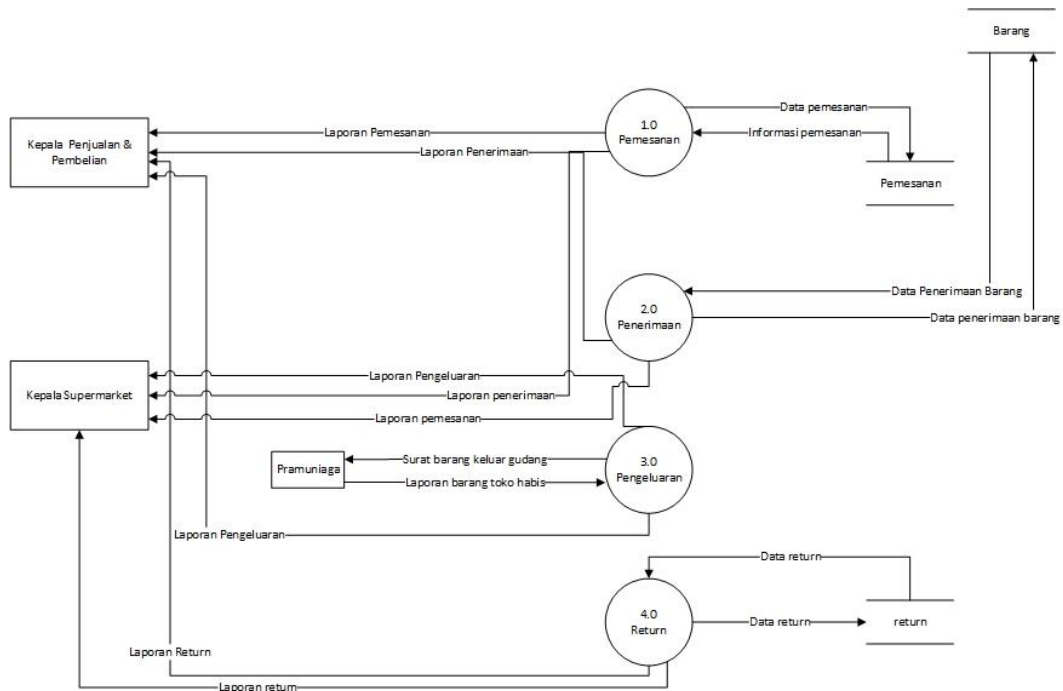 Barang
Data pemesanan
1.0
Pemesanan
Laporan Pemesanan
Informasi pemesanan
Kepala Penjualan &
Pembelian
Laporan Penerimaan
Pemesanan
Data Penerimaan Barang
2.0
Penerimaan
Data penerimaan barang
Laporan Pengeluaran
Kepala Supermarket
Laporan penerimaan
Laporan pemesanan
Surat barang keluar gudang
3.0
Pengeluaran
Pramuniaga
Laporan barang toko habis
Laporan Pengeluaran
Data return
4.0
Return
Data return
return
Laporan Return
Laporan return